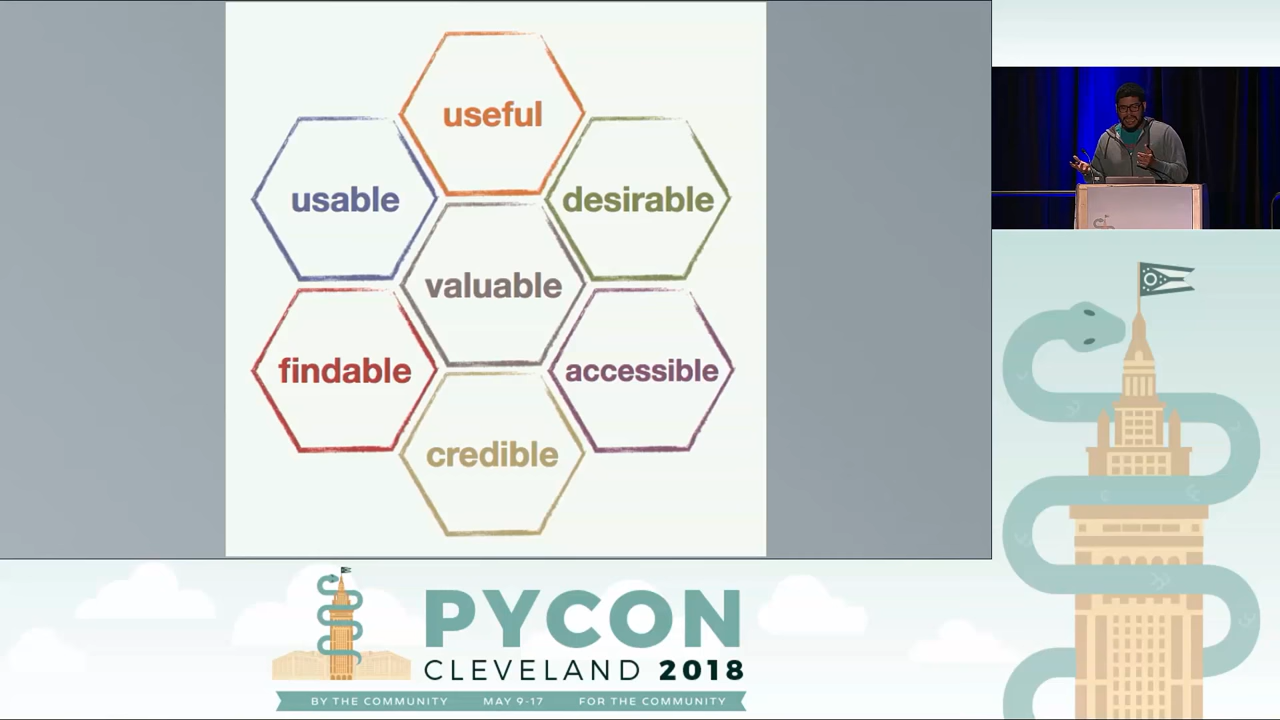 useful
usable
desirable
valuable
findable
accessible
credible
PYCON
CLEVELAND 2018
BY THE COMMUNITY MAY 9-17 FOR THE COMMUNITY